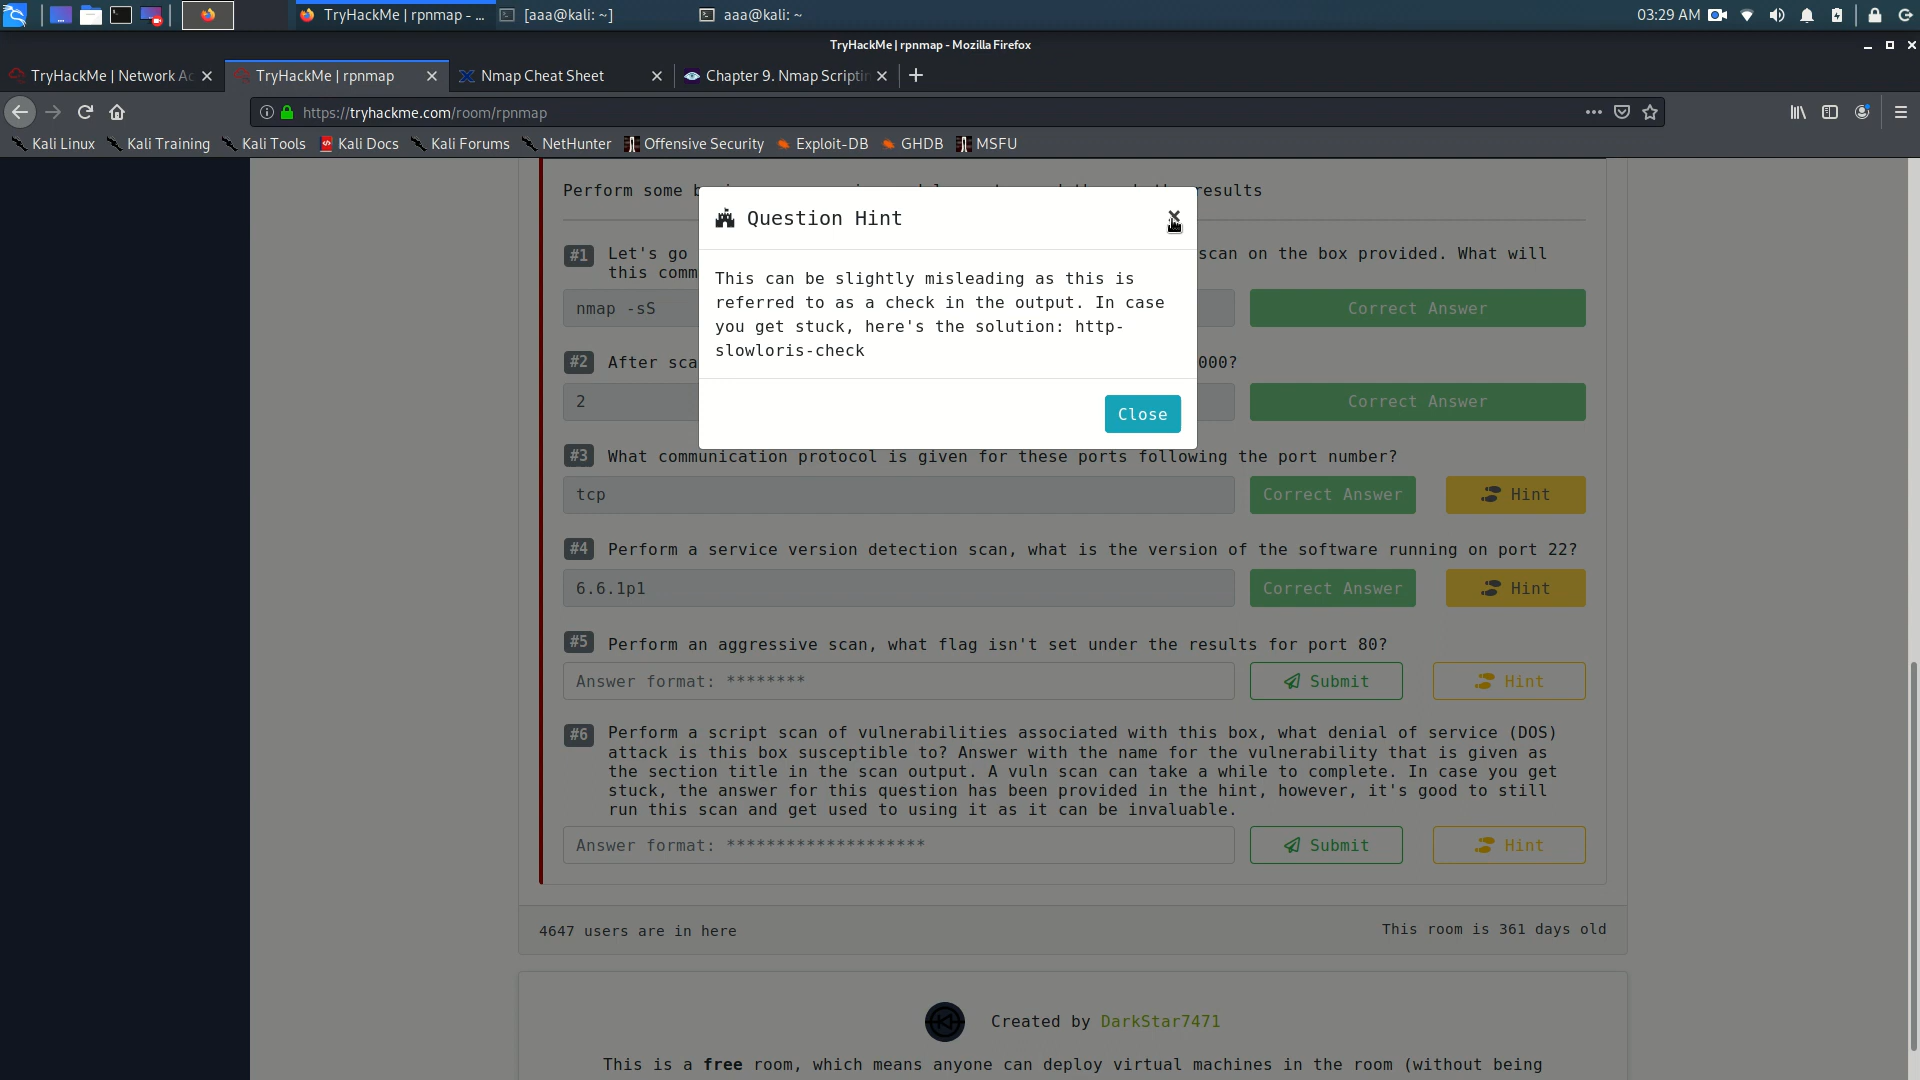 TryHackMe | rpnmap - ...
[aaa@kali: ~]
aaa@kali: ~
03:29 AM
TryHackMe | rpnmap - Mozilla Firefox
TryHackMe | Network Ac
TryHackMe | rpnmap
Nmap Cheat Sheet
Chapter 9. Nmap Scriptin
https://tryhackme.com/room/rpnmap
Kali Linux
Kali Training
Kali Tools
Kali Docs
Kali Forums
NetHunter
Offensive Security
Exploit-DB
GHDB
MSFU
Perform some results
Question Hint
This can be slightly misleading as this is
referred to as a check in the output. In case
you get stuck, here's the solution: http-
slowloris-check
Close
#1 Let's go scan on the box provided. What will
this comm
nmap -sS
Correct Answer
#2 After sca 000?
2
Correct Answer
#3 What communication protocol is given for these ports following the port number?
tcp
Correct Answer
Hint
#4 Perform a service version detection scan, what is the version of the software running on port 22?
6.6.1p1
Correct Answer
Hint
#5 Perform an aggressive scan, what flag isn't set under the results for port 80?
Answer format: ********
Submit
Hint
#6 Perform a script scan of vulnerabilities associated with this box, what denial of service (DOS)
attack is this box susceptible to? Answer with the name for the vulnerability that is given as
the section title in the scan output. A vuln scan can take a while to complete. In case you get
stuck, the answer for this question has been provided in the hint, however, it's good to still
run this scan and get used to using it as it can be invaluable.
Answer format: ********************
Submit
Hint
4647 users are in here
This room is 361 days old
Created by DarkStar7471
This is a free room, which means anyone can deploy virtual machines in the room (without being